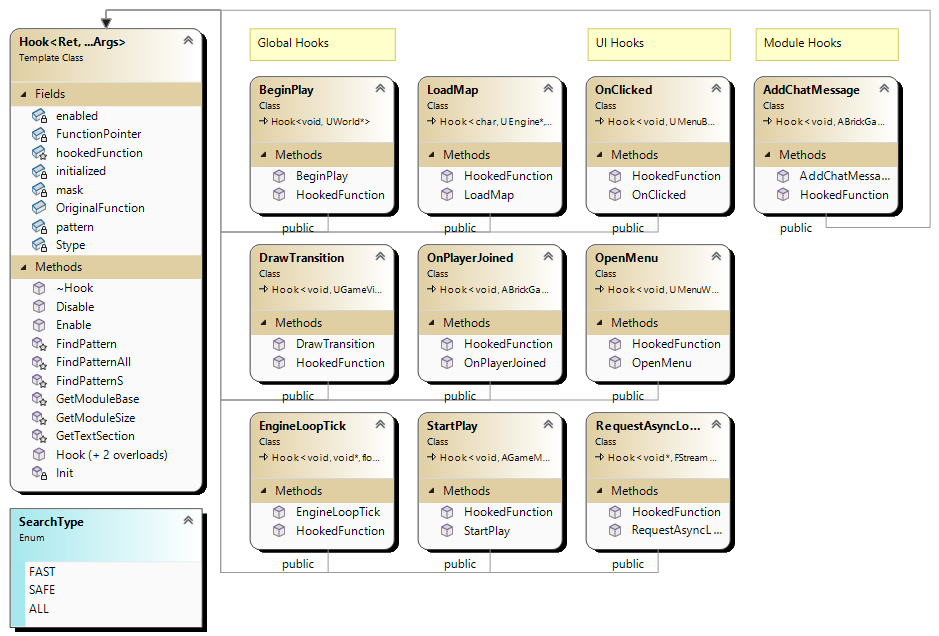 Hook<Ret, ...Args>
Template Class
Fields
enabled
FunctionPointer
hookedFunction
initialized
mask
OriginalFunction
pattern
Stype
Methods
~Hook
Disable
Enable
FindPattern
FindPatternAll
FindPatternS
GetModuleBase
GetModuleSize
GetTextSection
Hook (+ 2 overloads)
Init
SearchType
Enum
FAST
SAFE
ALL
Global Hooks
UI Hooks
Module Hooks
BeginPlay
Class
Hook<void, UWorld*>
Methods
BeginPlay
HookedFunction
public
LoadMap
Class
Hook<char, UEngine*,...
Methods
HookedFunction
LoadMap
public
OnClicked
Class
Hook<void, UMenuB...
Methods
HookedFunction
OnClicked
public
AddChatMessage
Class
Hook<void, ABrickGa...
Methods
AddChatMessa...
HookedFunction
public
DrawTransition
Class
Hook<void, UGameVi...
Methods
DrawTransition
HookedFunction
public
OnPlayerJoined
Class
Hook<void, ABrickGa...
Methods
HookedFunction
OnPlayerJoined
public
OpenMenu
Class
Hook<void, UMenuW...
Methods
HookedFunction
OpenMenu
public
EngineLoopTick
Class
Hook<void, void*, flo...
Methods
EngineLoopTick
HookedFunction
public
StartPlay
Class
Hook<void, AGameM...
Methods
HookedFunction
StartPlay
public
RequestAsyncLo...
Class
Hook<void*, FStream...
Methods
HookedFunction
RequestAsyncL...
public